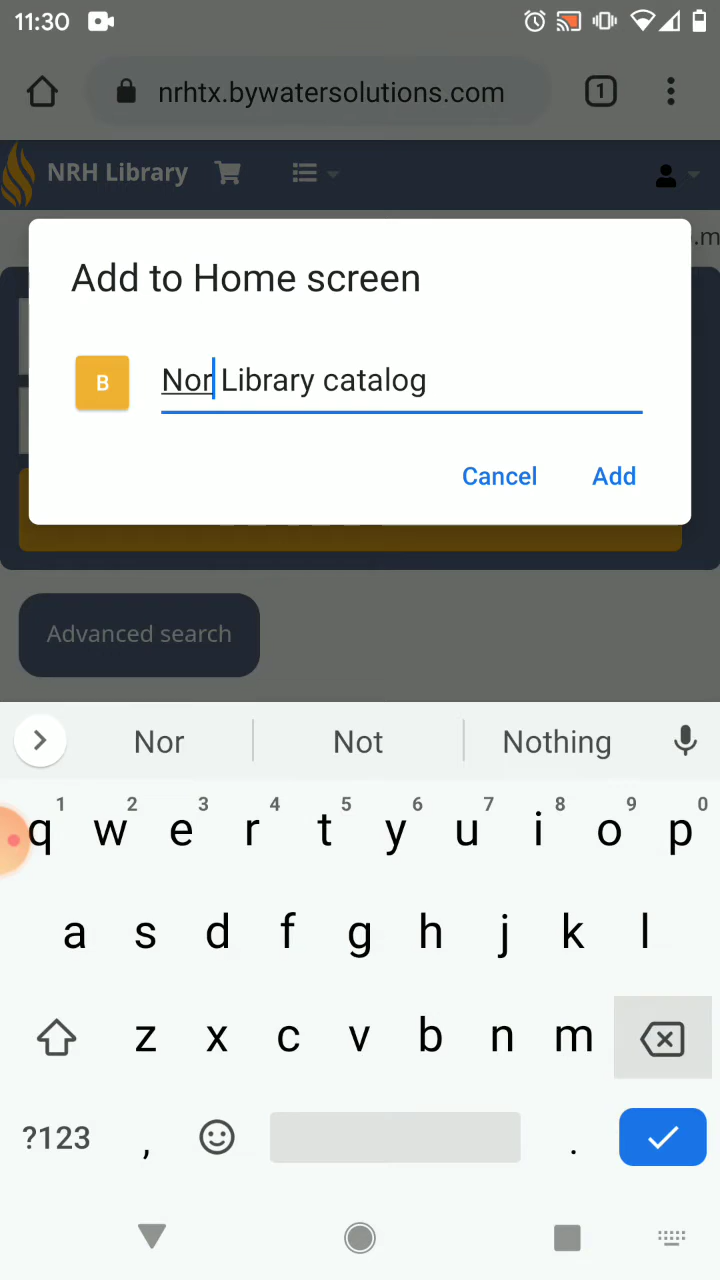 11:30
nrhtx.bywatersolutions.com
1
NRH Library
.m
Add to Home screen
B
Nor Library catalog
Cancel Add
Advanced search
Nor Not Nothing
1 2 3 4 5 6 7 8 9 0
q w e r t y u i o p
a s d f g h j k l
z x c v b n m
?123 , .